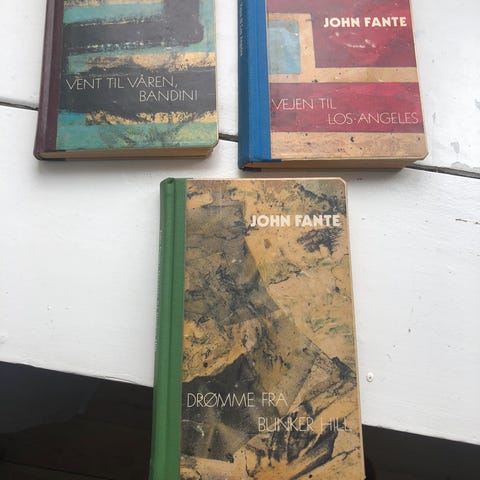 VENT TIL VÅREN,
BANDINI
JOHN FANTE
VEJEN TIL
LOS·ANGELES
JOHN FANTE
DRØMME FRA
BUNKER HILL